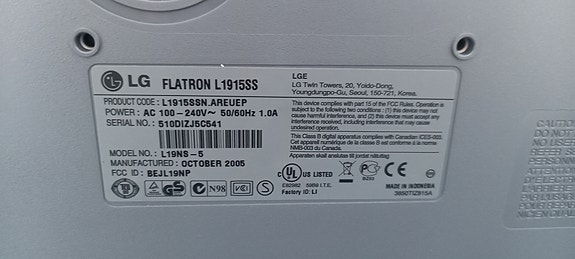 LG FLATRON L1915SS
PRODUCT CODE : L1915SSN.AREUEP
POWER : AC 100-240V~ 50/60Hz 1.0A
SERIAL NO. : 510DIZJ5C541
MODEL NO. : L19NS-5
MANUFACTURED : OCTOBER 2005
FCC ID : BEJL19NP
N98
LGE
LG Twin Towers, 20, Yoido-Dong,
Youngdungpo-Gu, Seoul, 150-721, Korea.
This device complies with part 15 of the FCC Rules. Operation is
subject to the following two conditions: (1) this device may not
cause harmful interference, and (2) this device must accept any
interference received, including interference that may cause
undesired operation.
This Class B digital apparatus complies with Canadian ICES-003.
Cet appareil numérique de la classe B est conforme à la norme
NMB-003 du Canada.
Apparaten skall anslutas till jordat nätuttag
C UL US LISTED
E82982 59B9 I.T.E.
Factory ID: LI
MADE IN INDONESIA
3850TIZ815A
CAUTION